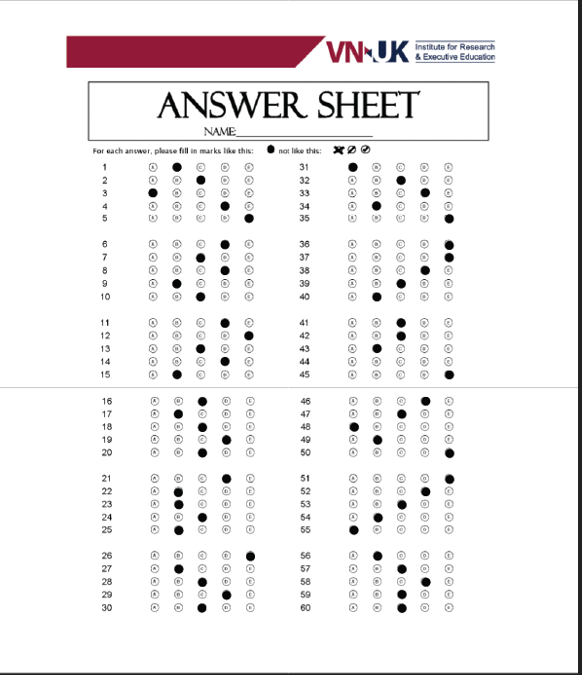 VN-UK Institute for Research
& Executive Education
ANSWER SHEET
NAME:
For each answer, please fill in marks like this: not like this:
1 A C D E 31 B C D E
2 A B D E 32 A B D E
3 B C D E 33 A B C E
4 A B C E 34 A C D E
5 A B C D 35 A B C D
6 A B C E 36 A B C D
7 A B D E 37 A B C D
8 A B C E 38 A B C E
9 A C D E 39 A B D E
10 A B D E 40 A C D E
11 A B C E 41 A B D E
12 A B C D 42 A B D E
13 A B D E 43 A C D E
14 A B C E 44 A B C D E
15 A C D E 45 A B C D
16 A B D E 46 A B C E
17 A C D E 47 A B D E
18 A B D E 48 B C D E
19 A B C E 49 A C D E
20 A B D E 50 A B C D
21 A B C E 51 A B C D
22 A C D E 52 A B C E
23 A C D E 53 A B D E
24 A B D E 54 A C D E
25 A C D E 55 B C D E
26 A B C D 56 A C D E
27 A C D E 57 A B D E
28 A B D E 58 A B C E
29 A B C E 59 A B D E
30 A B D E 60 A B D E